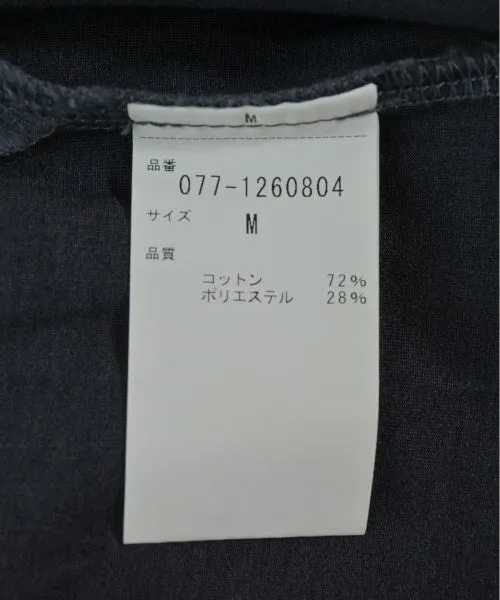 M
品番
077-1260804
サイズ M
品質
コットン 72%
ポリエステル 28%